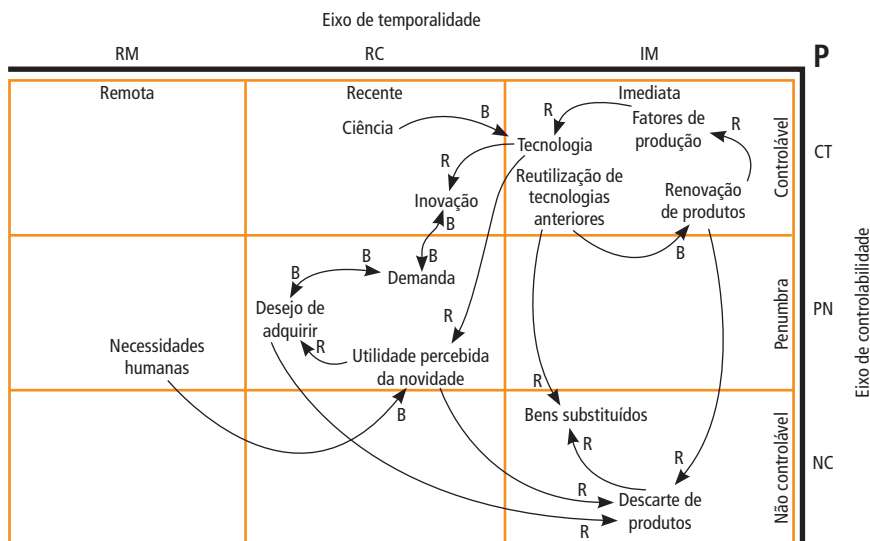 Eixo de temporalidade
RM
RC
IM
P
Remota
Recente
Imediata
Controlável
CT
Ciência
B
R
Fatores de
produção
R
Tecnologia
R
Inovação
B
Reutilização de
tecnologias
anteriores
Renovação
de produtos
B
B
Demanda
B
B
Desejo de
adquirir
R
R
Utilidade percebida
da novidade
Necessidades
humanas
B
Penumbra
PN
Eixo de controlabilidade
R
Bens substituídos
R
R
R
Descarte de
produtos
R
Não controlável
NC